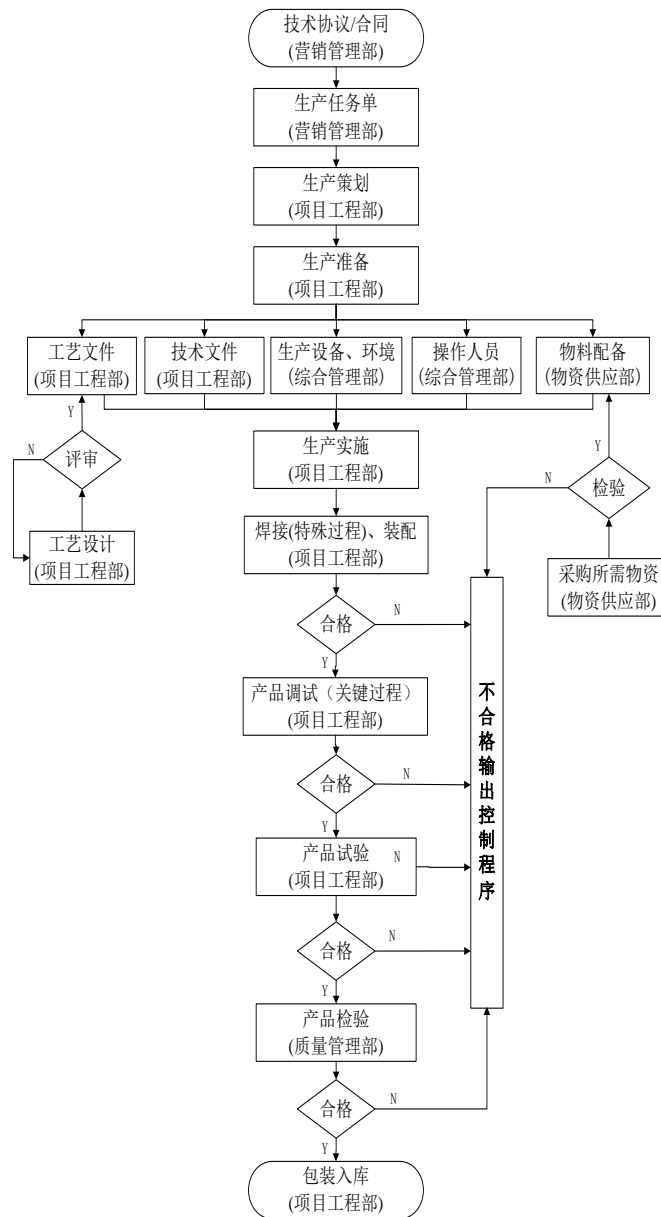 技术协议/合同
(营销管理部)
生产任务单
(营销管理部)
生产策划
(项目工程部)
生产准备
(项目工程部)
工艺文件
(项目工程部)
技术文件
(项目工程部)
生产设备、环境
(综合管理部)
操作人员
(综合管理部)
物料配备
(物资供应部)
Y
N
评审
工艺设计
(项目工程部)
生产实施
(项目工程部)
Y
N
检验
采购所需物资
(物资供应部)
焊接(特殊过程)、装配
(项目工程部)
合格
N
Y
产品调试（关键过程）
(项目工程部)
合格
N
Y
产品试验
(项目工程部)
N
合格
N
Y
产品检验
(质量管理部)
合格
N
Y
包装入库
(项目工程部)
不合格输出控制程序